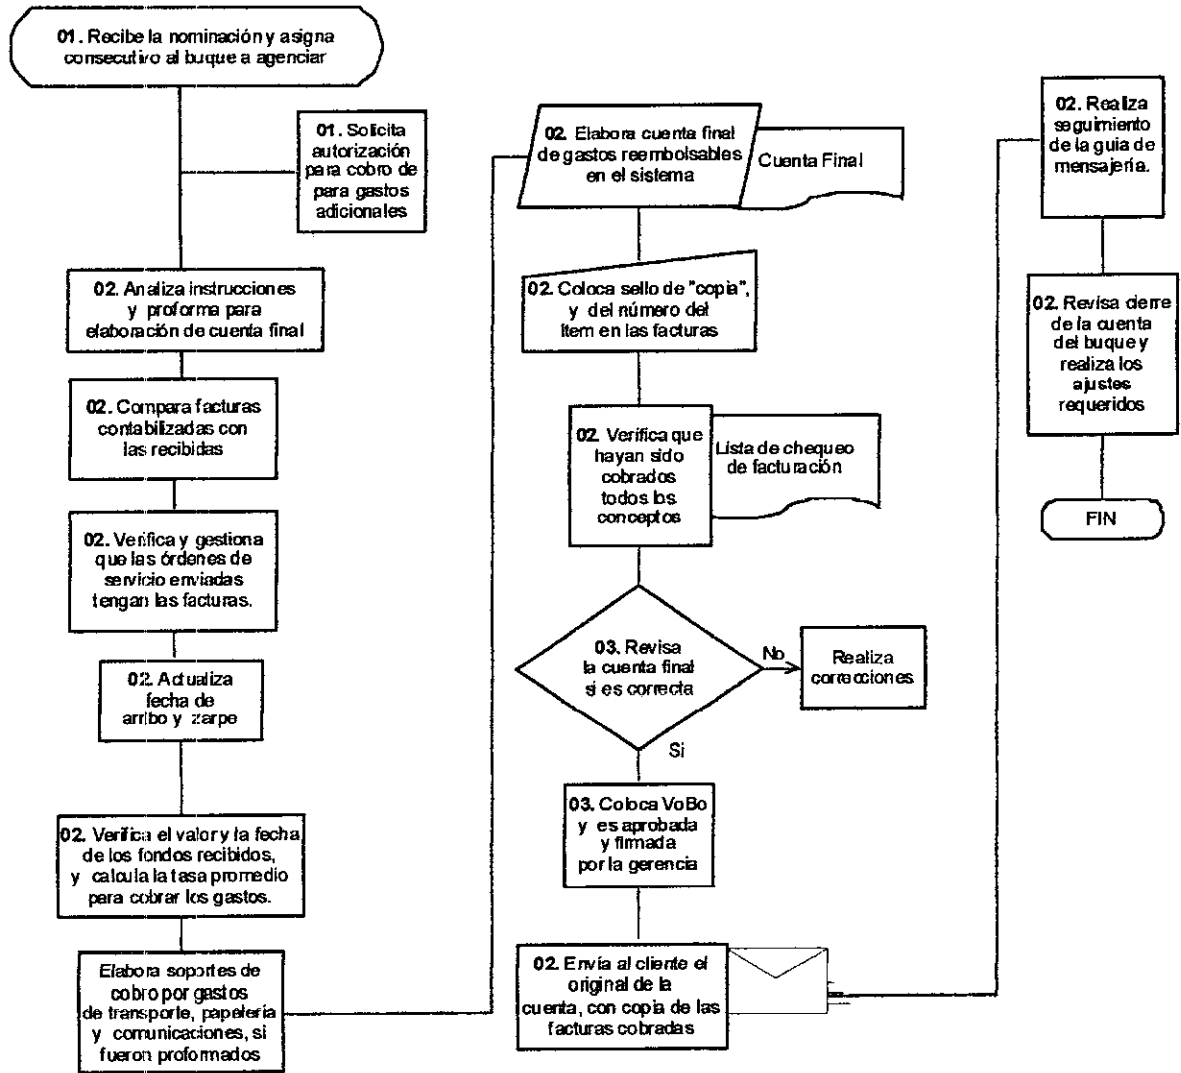 01. Recibe la nominación y asigna
consecutivo al buque a agenciar
01. Solicita
autorización
para cobro de
para gastos
adicionales
02. Analiza instrucciones
y proforma para
elaboración de cuenta final
02. Compara facturas
contabilizadas con
las recibidas
02. Verifica y gestiona
que las órdenes de
servicio enviadas
tengan las facturas.
02. Actualiza
fecha de
arribo y zarpe
02. Verifica el valor y la fecha
de los fondos recibidos,
y calcula la tasa promedio
para cobrar los gastos.
Elabora soportes de
cobro por gastos
de transporte, papelería
y comunicaciones, si
fueron proformados
02. Elabora cuenta final
de gastos reembolsables
en el sistema
Cuenta Final
02. Coloca sello de "copia",
y del número del
Item en las facturas
02. Verifica que
hayan sido
cobrados
todos los
conceptos
Lista de chequeo
de facturación
03. Revisa
la cuenta final
si es correcta
No
Realiza
correcciones
Si
03. Coloca VoBo
y es aprobada
y firmada
por la gerencia
02. Envía al cliente el
original de la
cuenta, con copia de las
facturas cobradas
02. Realiza
seguimiento
de la guia de
mensajería.
02. Revisa cierre
de la cuenta
del buque y
realiza los
ajustes
requeridos
FIN